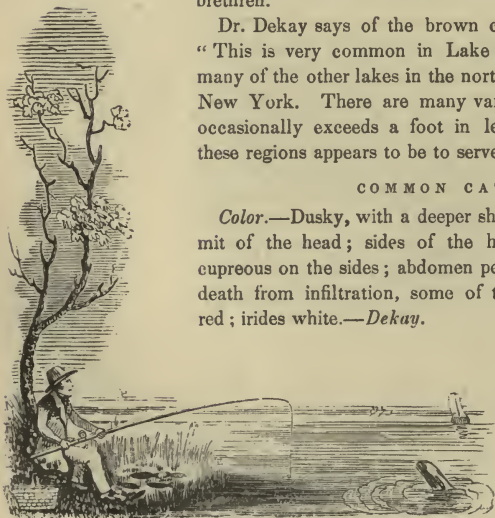 brethren.
Dr. Dekay says of the brown c
“ This is very common in Lake
many of the other lakes in the nort
New York. There are many va
occasionally exceeds a foot in le
these regions appears to be to serve
COMMON CA
Color.—Dusky, with a deeper sh
mit of the head ; sides of the h
cupreous on the sides ; abdomen pe
death from infiltration, some of t
red ; irides white.—Dekay.